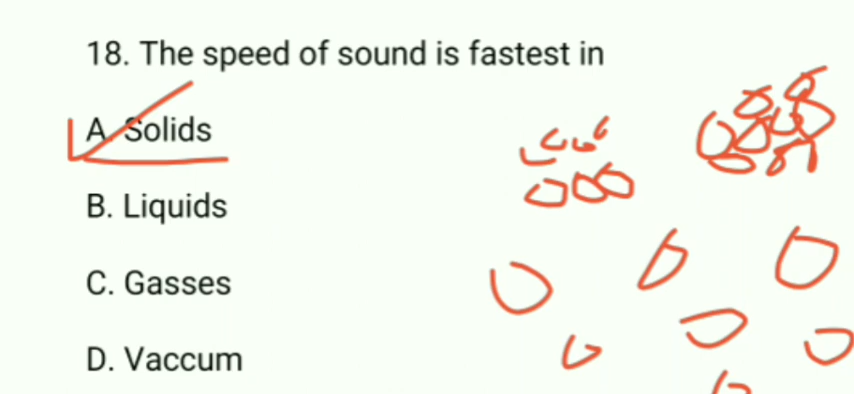 18. The speed of sound is fastest in
A. Solids
B. Liquids
C. Gasses
D. Vaccum